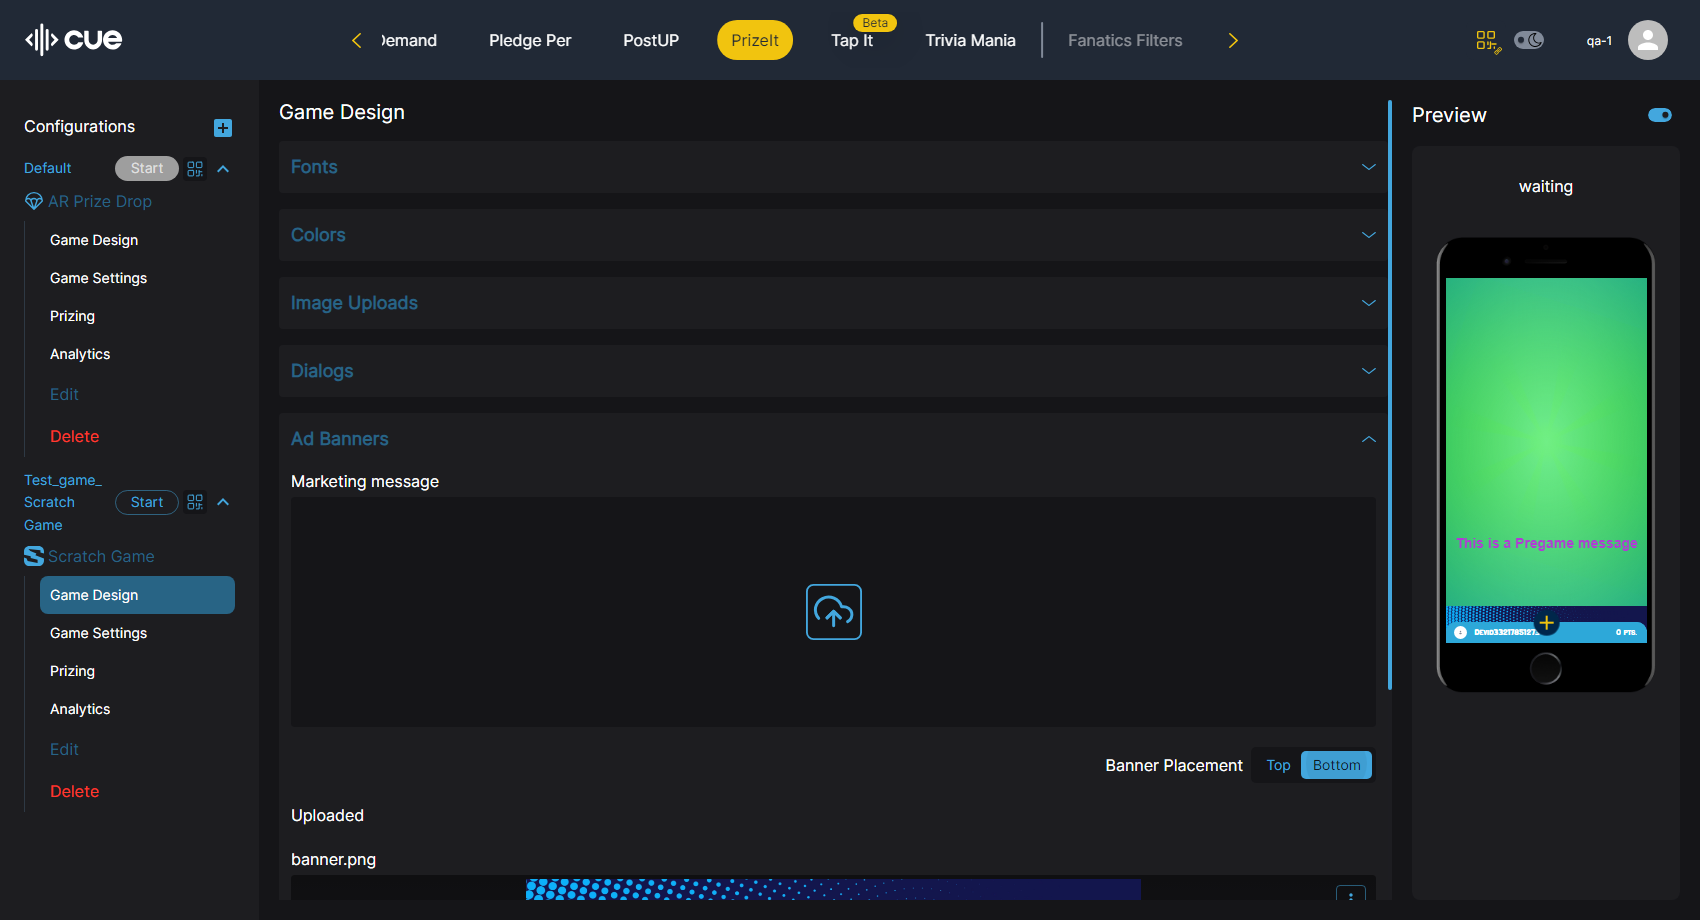 cue
Demand
Pledge Per
PostUP
PrizeIt
Beta
Tap It
Trivia Mania
Fanatics Filters
qa-1
Configurations
Default
Start
AR Prize Drop
Game Design
Game Settings
Prizing
Analytics
Edit
Delete
Test_game_
Scratch
Game
Start
Scratch Game
Game Design
Game Settings
Prizing
Analytics
Edit
Delete
Game Design
Fonts
Colors
Image Uploads
Dialogs
Ad Banners
Marketing message
Banner Placement
Top
Bottom
Uploaded
banner.png
Preview
waiting
This is a Pregame message
0 PTS.